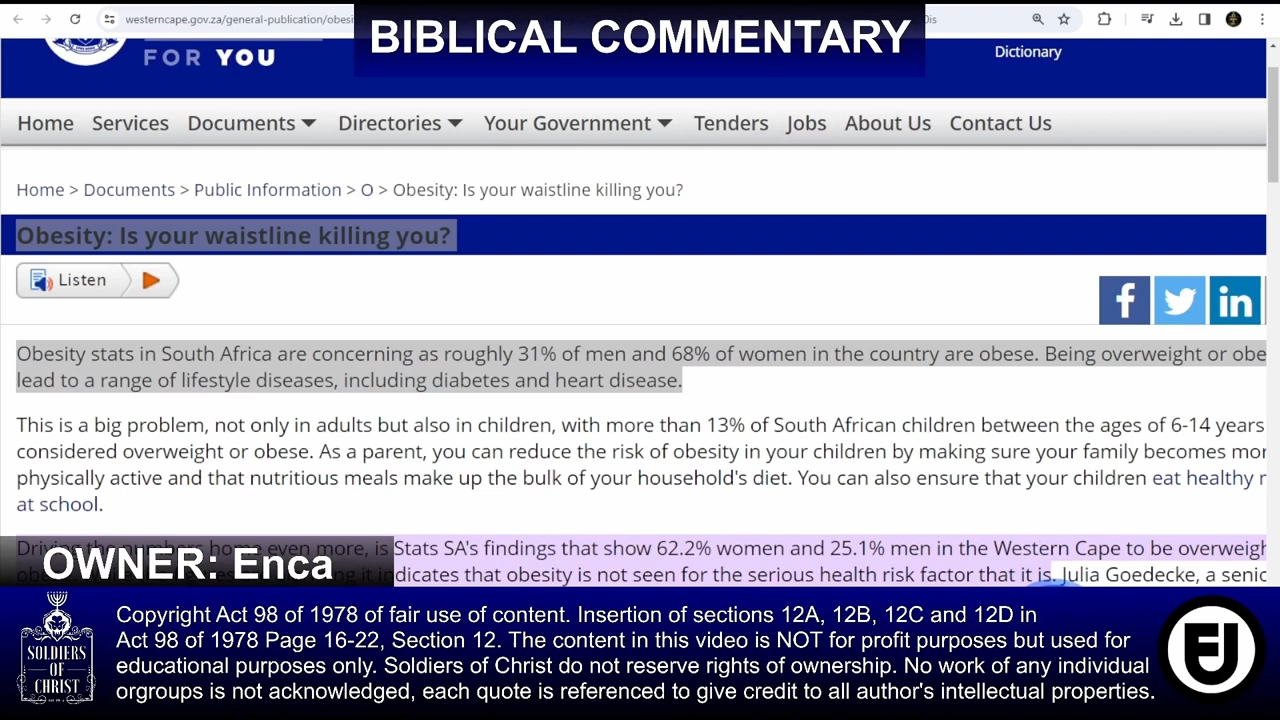 westerncape.gov.za/general-publication/obesi
BIBLICAL COMMENTARY
FOR YOU
Dictionary
Home Services Documents Directories Your Government Tenders Jobs About Us Contact Us
Home > Documents > Public Information > O > Obesity: Is your waistline killing you?
Obesity: Is your waistline killing you?
Listen
Obesity stats in South Africa are concerning as roughly 31% of men and 68% of women in the country are obese. Being overweight or obe
lead to a range of lifestyle diseases, including diabetes and heart disease.
This is a big problem, not only in adults but also in children, with more than 13% of South African children between the ages of 6-14 years
considered overweight or obese. As a parent, you can reduce the risk of obesity in your children by making sure your family becomes mor
physically active and that nutritious meals make up the bulk of your household's diet. You can also ensure that your children eat healthy
at school.
Driving the numbers home even more, is Stats SA's findings that show 62.2% women and 25.1% men in the Western Cape to be overweigh
indicates that obesity is not seen for the serious health risk factor that it is. Julia Goedecke, a senio
OWNER: Enca
Copyright Act 98 of 1978 of fair use of content. Insertion of sections 12A, 12B, 12C and 12D in
Act 98 of 1978 Page 16-22, Section 12. The content in this video is NOT for profit purposes but used for
educational purposes only. Soldiers of Christ do not reserve rights of ownership. No work of any individual
orgroups is not acknowledged, each quote is referenced to give credit to all author's intellectual properties.
SOLDIERS
OF
CHRIST